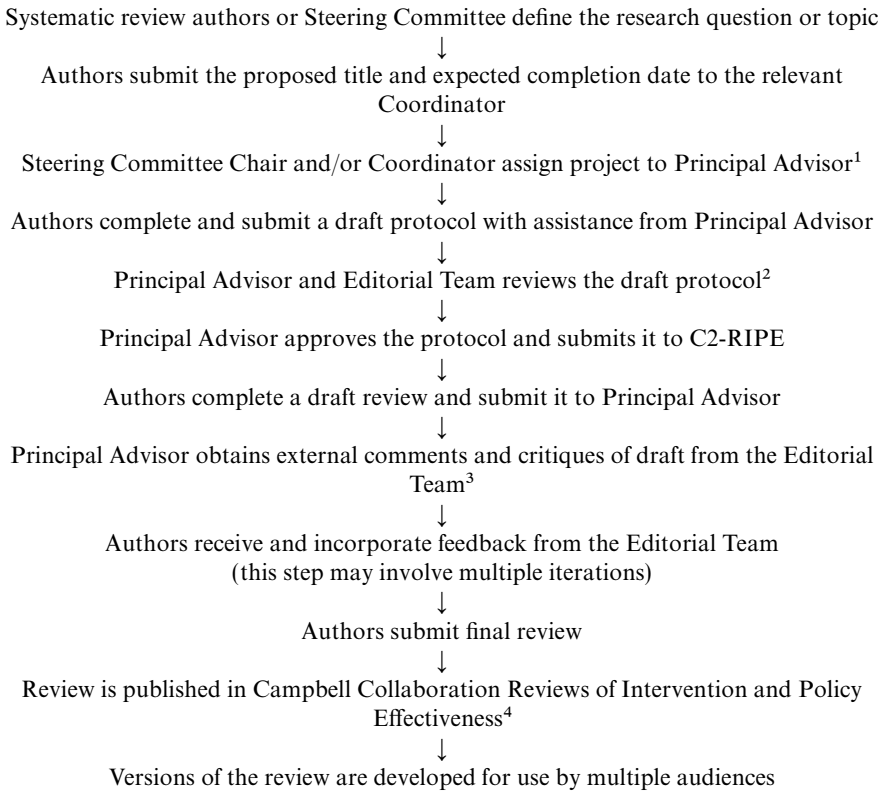 Systematic review authors or Steering Committee define the research question or topic
↓
Authors submit the proposed title and expected completion date to the relevant
Coordinator
↓
Steering Committee Chair and/or Coordinator assign project to Principal Advisor¹
↓
Authors complete and submit a draft protocol with assistance from Principal Advisor
↓
Principal Advisor and Editorial Team reviews the draft protocol²
↓
Principal Advisor approves the protocol and submits it to C2-RIPE
↓
Authors complete a draft review and submit it to Principal Advisor
↓
Principal Advisor obtains external comments and critiques of draft from the Editorial
Team³
↓
Authors receive and incorporate feedback from the Editorial Team
(this step may involve multiple iterations)
↓
Authors submit final review
↓
Review is published in Campbell Collaboration Reviews of Intervention and Policy
Effectiveness⁴
↓
Versions of the review are developed for use by multiple audiences